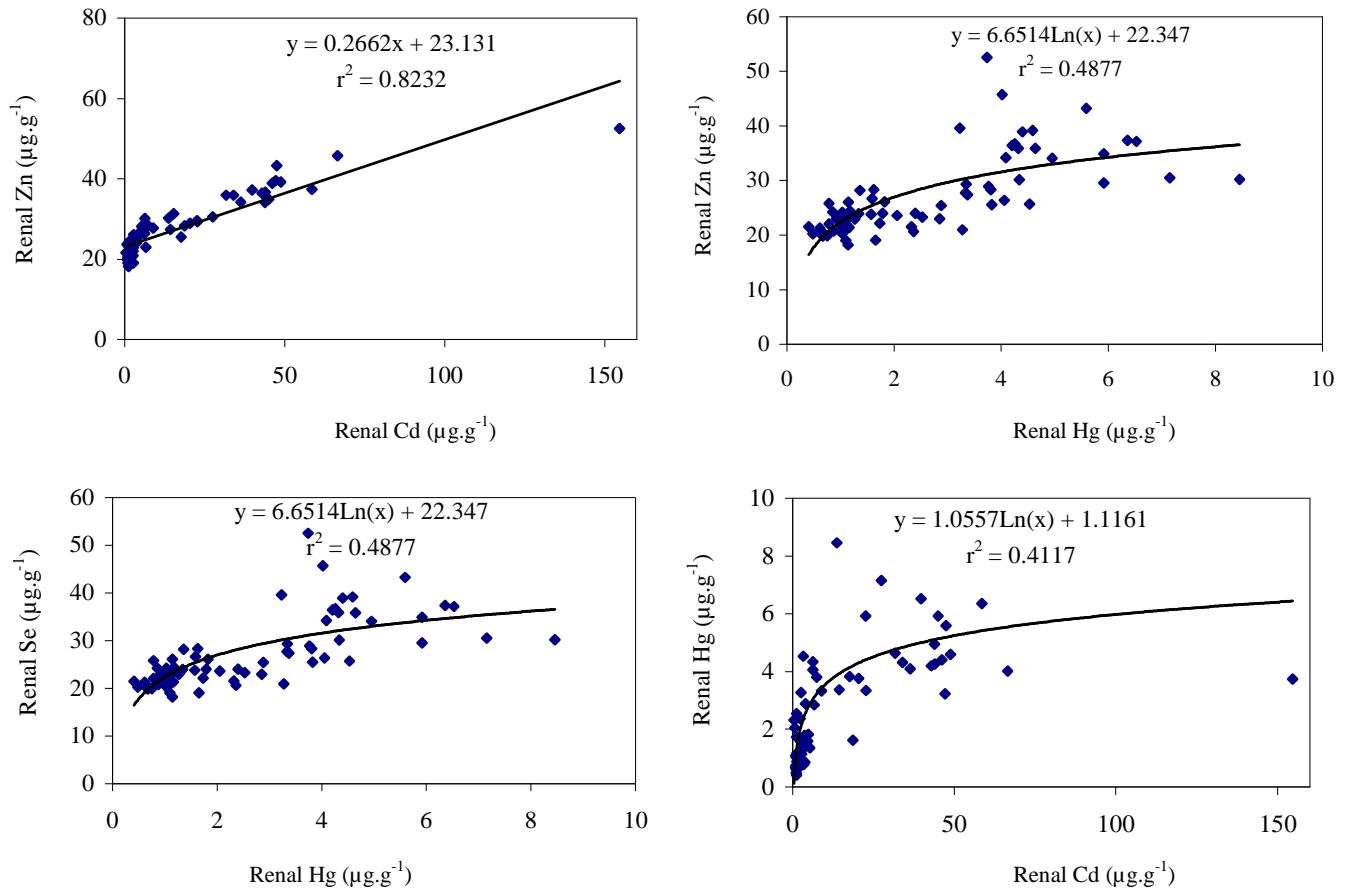 y = 0.2662x + 23.131
r² = 0.8232
Renal Zn (µg.g⁻¹)
80
60
40
20
0
0 50 100 150
Renal Cd (µg.g⁻¹)
y = 6.6514Ln(x) + 22.347
r² = 0.4877
Renal Zn (µg.g⁻¹)
60
50
40
30
20
10
0
0 2 4 6 8 10
Renal Hg (µg.g⁻¹)
y = 6.6514Ln(x) + 22.347
r² = 0.4877
Renal Se (µg.g⁻¹)
60
50
40
30
20
10
0
0 2 4 6 8 10
Renal Hg (µg.g⁻¹)
y = 1.0557Ln(x) + 1.1161
r² = 0.4117
Renal Hg (µg.g⁻¹)
10
8
6
4
2
0
0 50 100 150
Renal Cd (µg.g⁻¹)